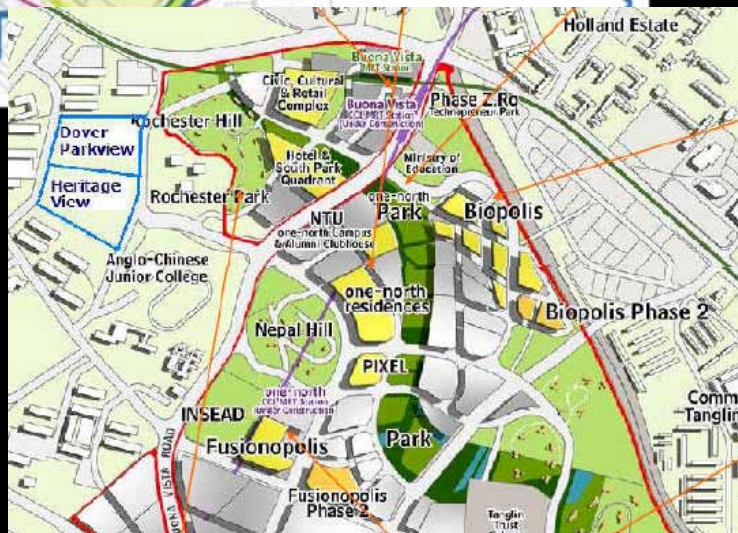 Holland Estate
Buona Vista
MRT Station
Civic, Cultural
& Retail
Complex
Buona Vista
CCL MRT Station
(Under Construction)
Phase Z.Ro
Technopreneur Park
Dover
Parkview
Rochester Hill
Hotel &
South Park
Quadrant
Ministry of
Education
Heritage
View
Rochester Park
one-north
Park
Biopolis
NTU
one-north Campus
& Alumni Clubhouse
Anglo-Chinese
Junior College
one-north
residences
Biopolis Phase 2
Nepal Hill
PIXEL
one-north
CCL MRT Station
(Under Construction)
Comm
Tanglin
INSEAD
Fusionopolis
Park
UONA VISTA ROAD
Fusionopolis
Phase 2
Tanglin
Trust